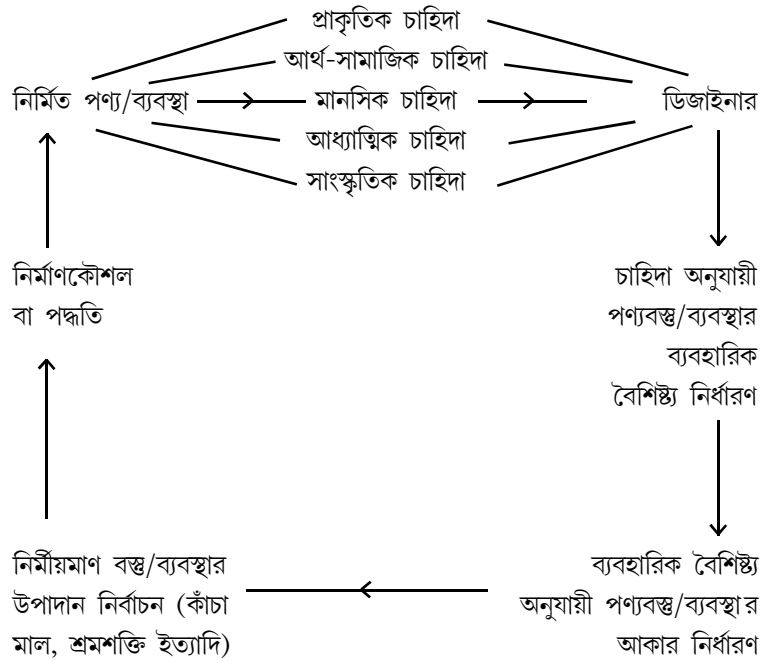 প্রাকৃতিক চাহিদা
আর্থ-সামাজিক চাহিদা
নির্মিত পণ্য/ব্যবস্থা
মানসিক চাহিদা
ডিজাইনার
আধ্যাত্মিক চাহিদা
সাংস্কৃতিক চাহিদা
চাহিদা অনুযায়ী
পণ্যবস্তু/ব্যবস্থার
ব্যবহারিক
বৈশিষ্ট্য নির্ধারণ
ব্যবহারিক বৈশিষ্ট্য
অনুযায়ী পণ্যবস্তু/ব্যবস্থার
আকার নির্ধারণ
নির্মীয়মাণ বস্তু/ব্যবস্থার
উপাদান নির্বাচন (কাঁচা
মাল, শ্রমশক্তি ইত্যাদি)
নির্মাণকৌশল
বা পদ্ধতি